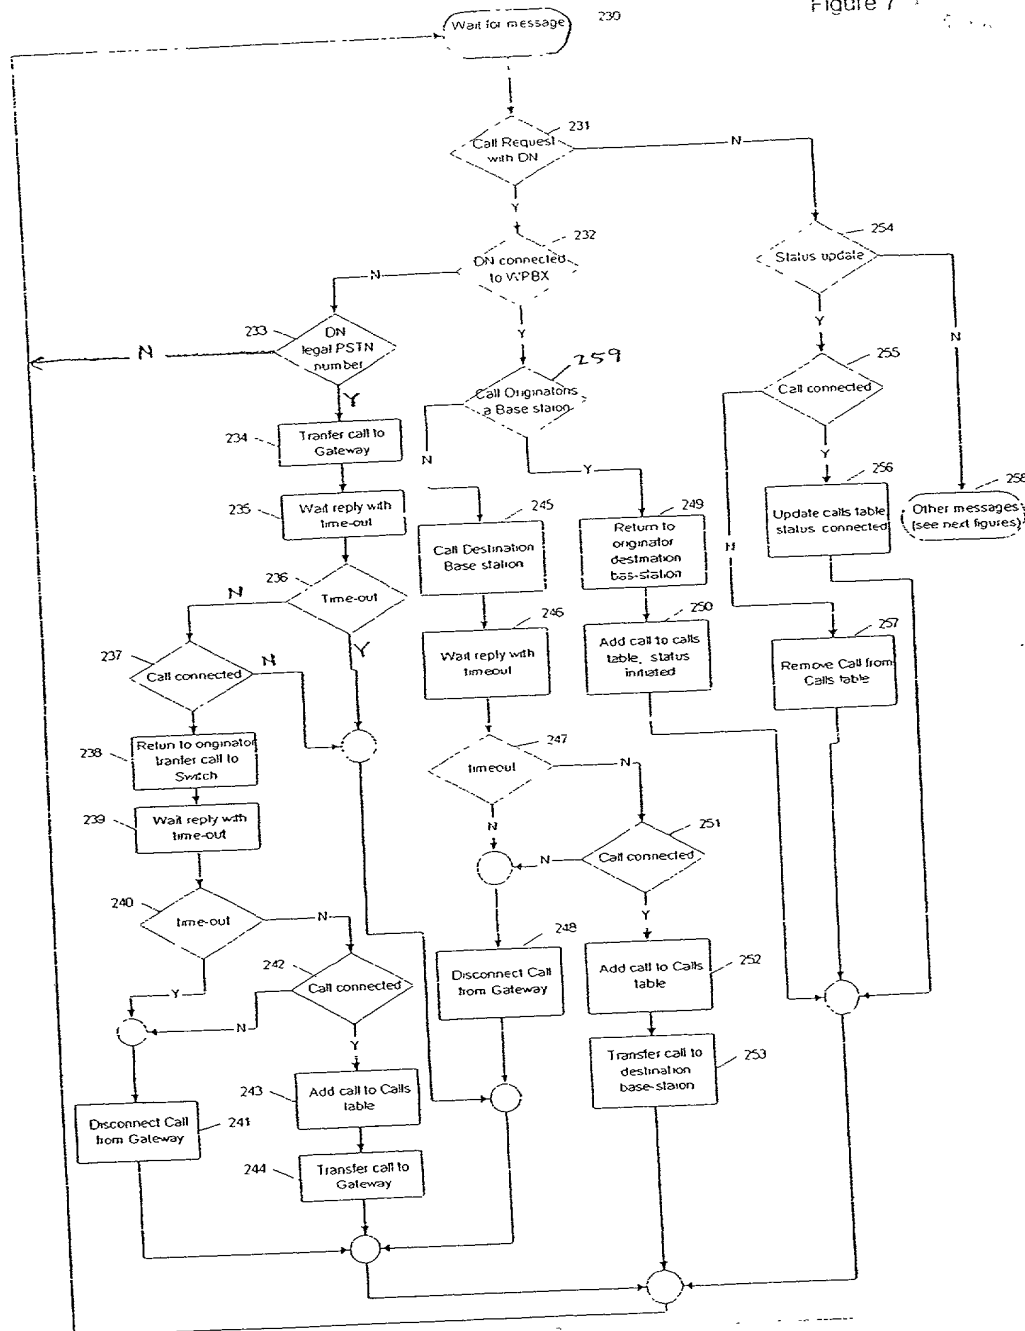 Figure 7
Wait for message
230
231
Call Request
with DN
N
Y
232
DN connected
to WPBX
N
Y
254
Status update
N
Y
233
DN
legal PSTN
number
N
Y
259
Call Originatons
a Base staion
N
Y
255
Call connected
N
Y
234
Tranfer call to
Gateway
235
Wait reply with
time-out
236
Time-out
N
Y
237
Call connected
N
238
Return to originator
tranfer call to
Switch
239
Wait reply with
time-out
240
time-out
N
Y
242
Call connected
N
Y
241
Disconnect Call
from Gateway
243
Add call to Calls
table
244
Transfer call to
Gateway
245
Call Destination
Base station
246
Wait reply with
timeout
247
timeout
N
N
248
Disconnect Call
from Gateway
249
Return to
originator
destination
bas-station
250
Add call to calls
table, status
initiated
251
Call connected
N
Y
252
Add call to Calls
table
253
Transfer call to
destination
base-staion
256
Update calls table
status connected
257
Remove Call from
Calls table
258
Other messages
(see next figures)